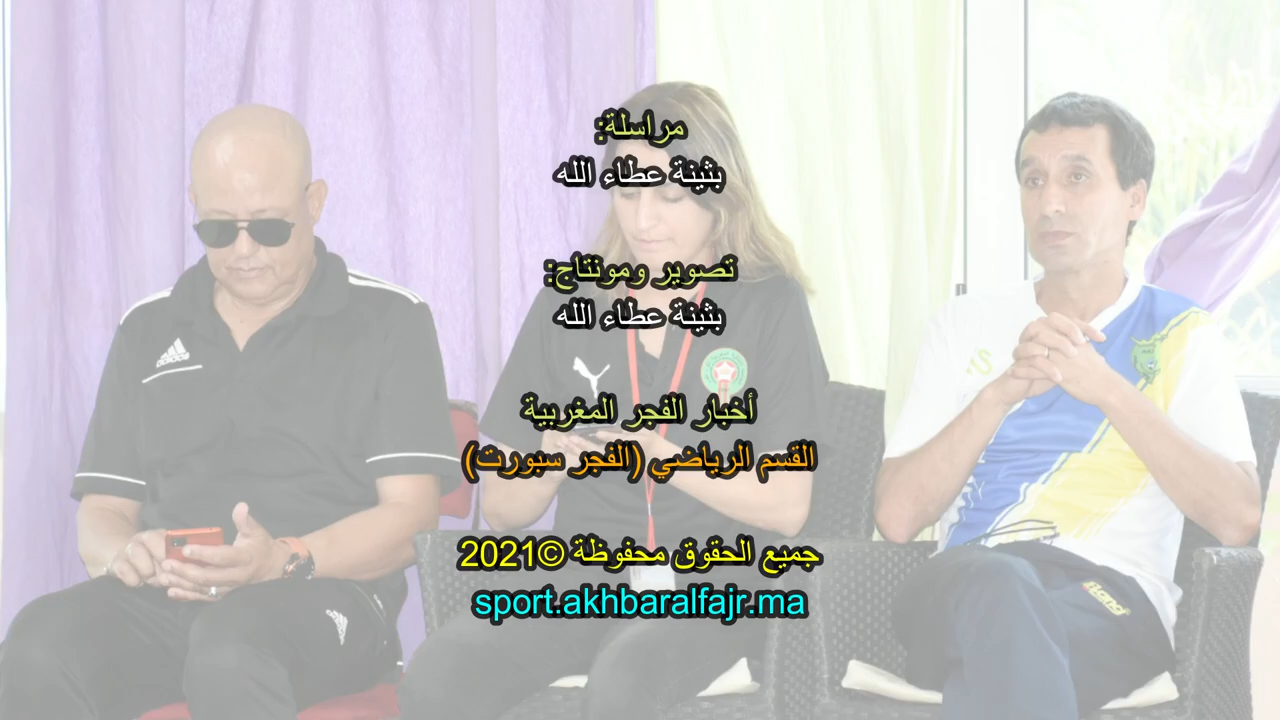 مراسلة:
بثينة عطاء الله
تصوير ومونتاج:
بثينة عطاء الله
أخبار الفجر المغربية
القسم الرياضي (الفجر سبورت)
جميع الحقوق محفوظة ©2021
sport.akhbaralfajr.ma
adidas